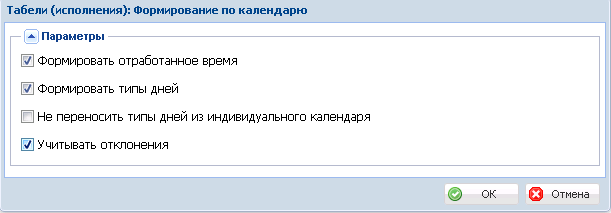 Табели (исполнения): Формирование по календарю
Параметры
Формировать отработанное время
Формировать типы дней
Не переносить типы дней из индивидуального календаря
Учитывать отклонения
ОК Отмена